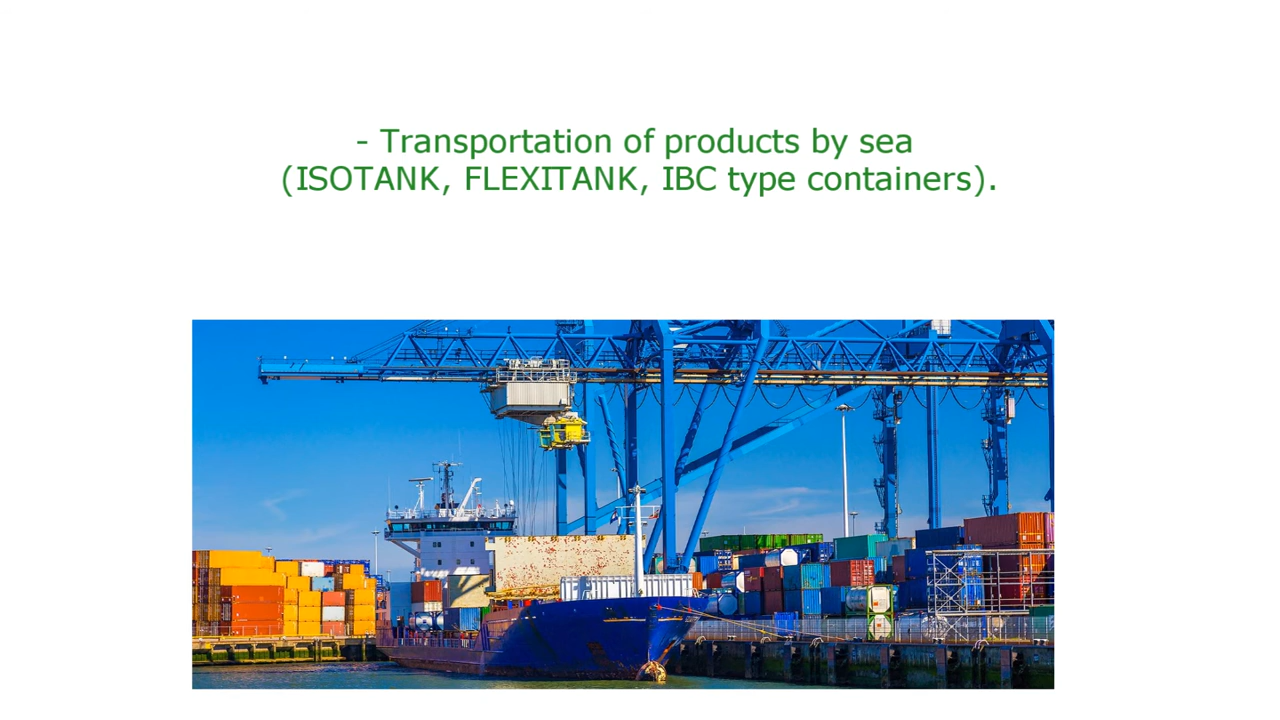 - Transportation of products by sea
(ISOTANK, FLEXITANK, IBC type containers).